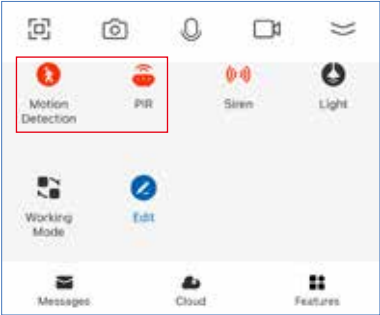 Motion
Detection
PIR
Siren
Light
Working
Mode
Edit
Messages
Cloud
Features